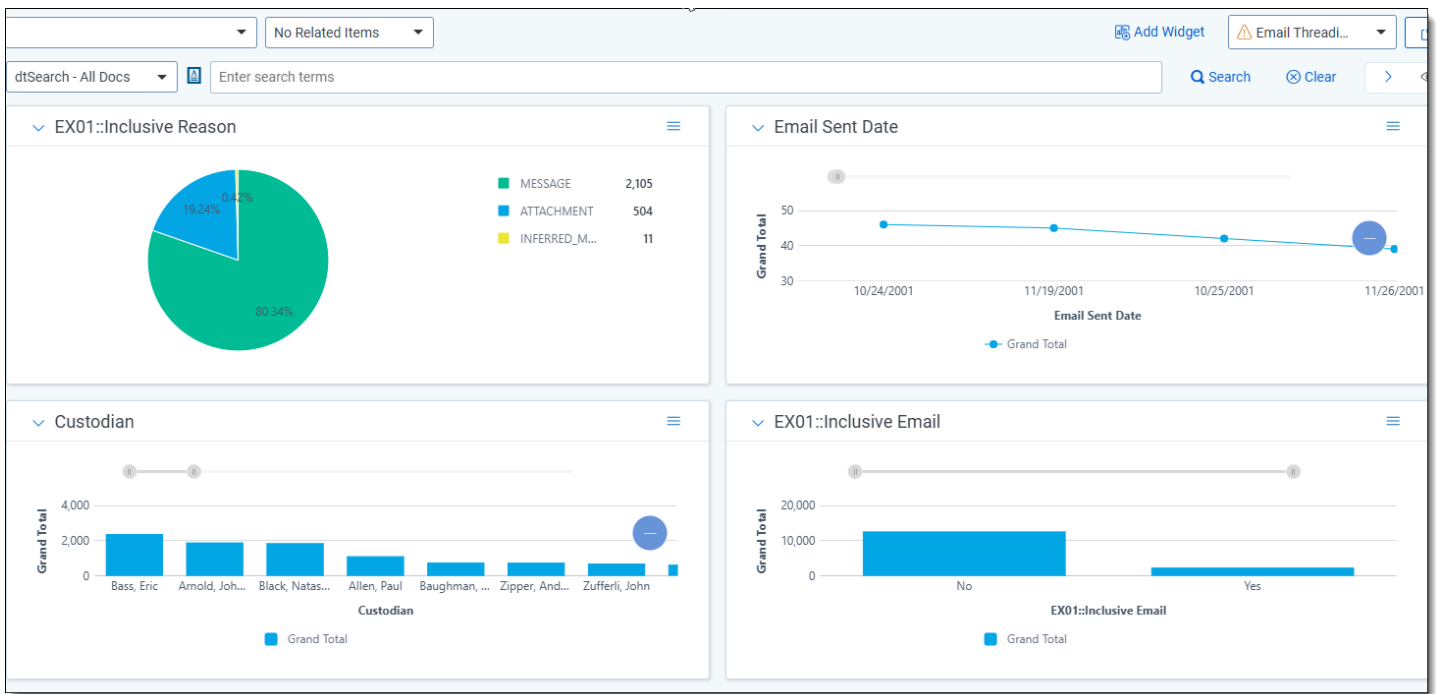 No Related Items
Add Widget
Email Threadi...
dtSearch - All Docs
Enter search terms
Search
Clear
EX01::Inclusive Reason
0.42%
19.24%
80.34%
MESSAGE 2,105
ATTACHMENT 504
INFERRED_M... 11
Email Sent Date
50
40
30
Grand Total
10/24/2001 11/19/2001 10/25/2001 11/26/2001
Email Sent Date
Grand Total
Custodian
4,000
2,000
0
Grand Total
Bass, Eric Arnold, Joh... Black, Natas... Allen, Paul Baughman, ... Zipper, And... Zufferli, John
Custodian
Grand Total
EX01::Inclusive Email
20,000
10,000
0
Grand Total
No Yes
EX01::Inclusive Email
Grand Total